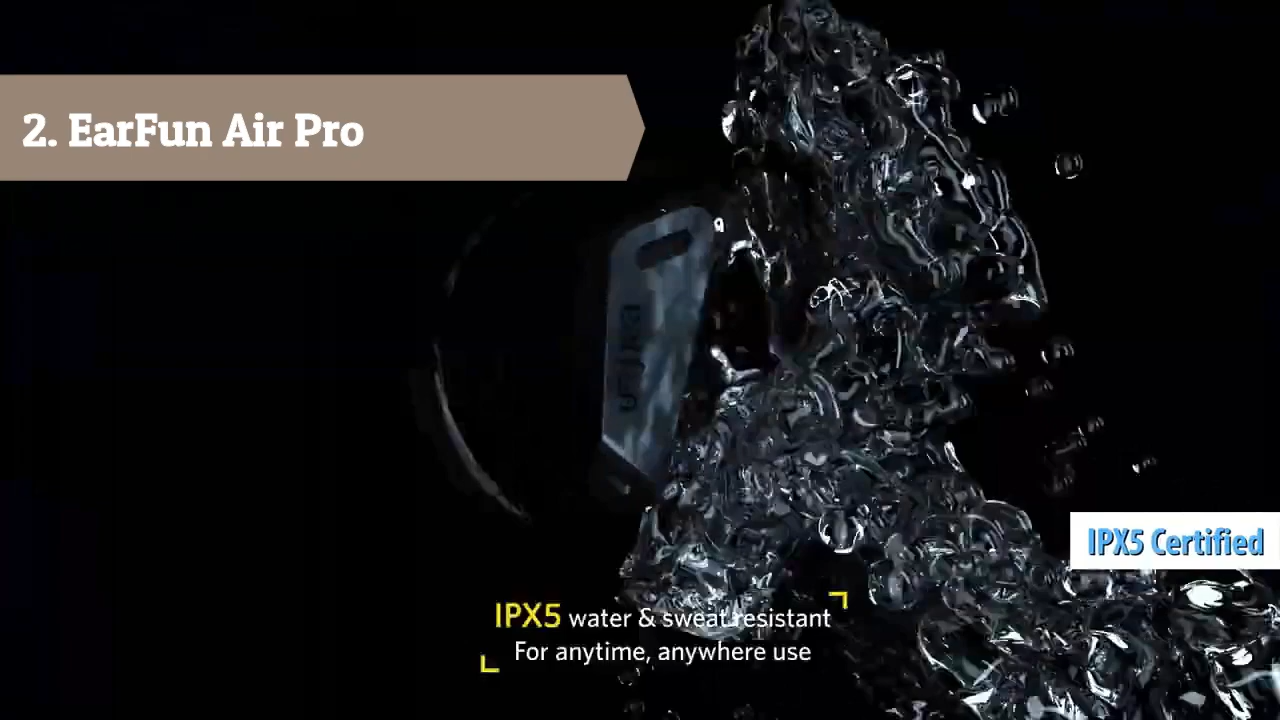 2. EarFun Air Pro
IPX5 Certified
IPX5 water & sweat resistant
For anytime, anywhere use